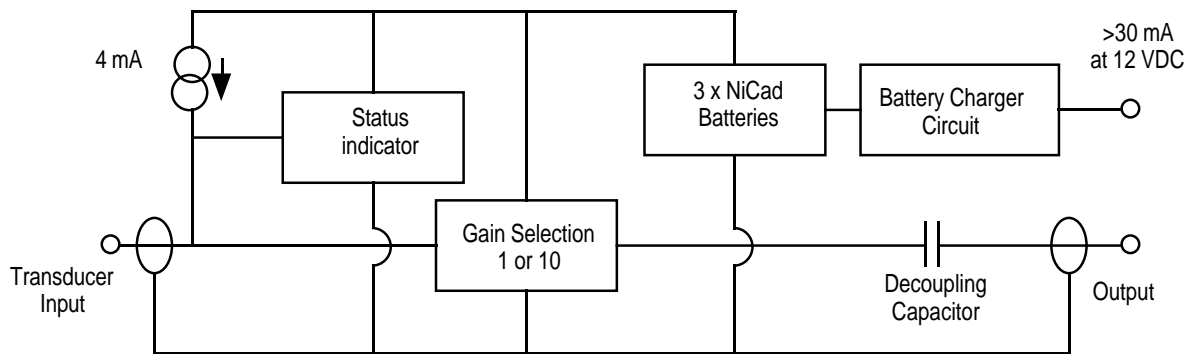 4 mA
Status
indicator
3 x NiCad
Batteries
Battery Charger
Circuit
>30 mA
at 12 VDC
Transducer
Input
Gain Selection
1 or 10
Decoupling
Capacitor
Output